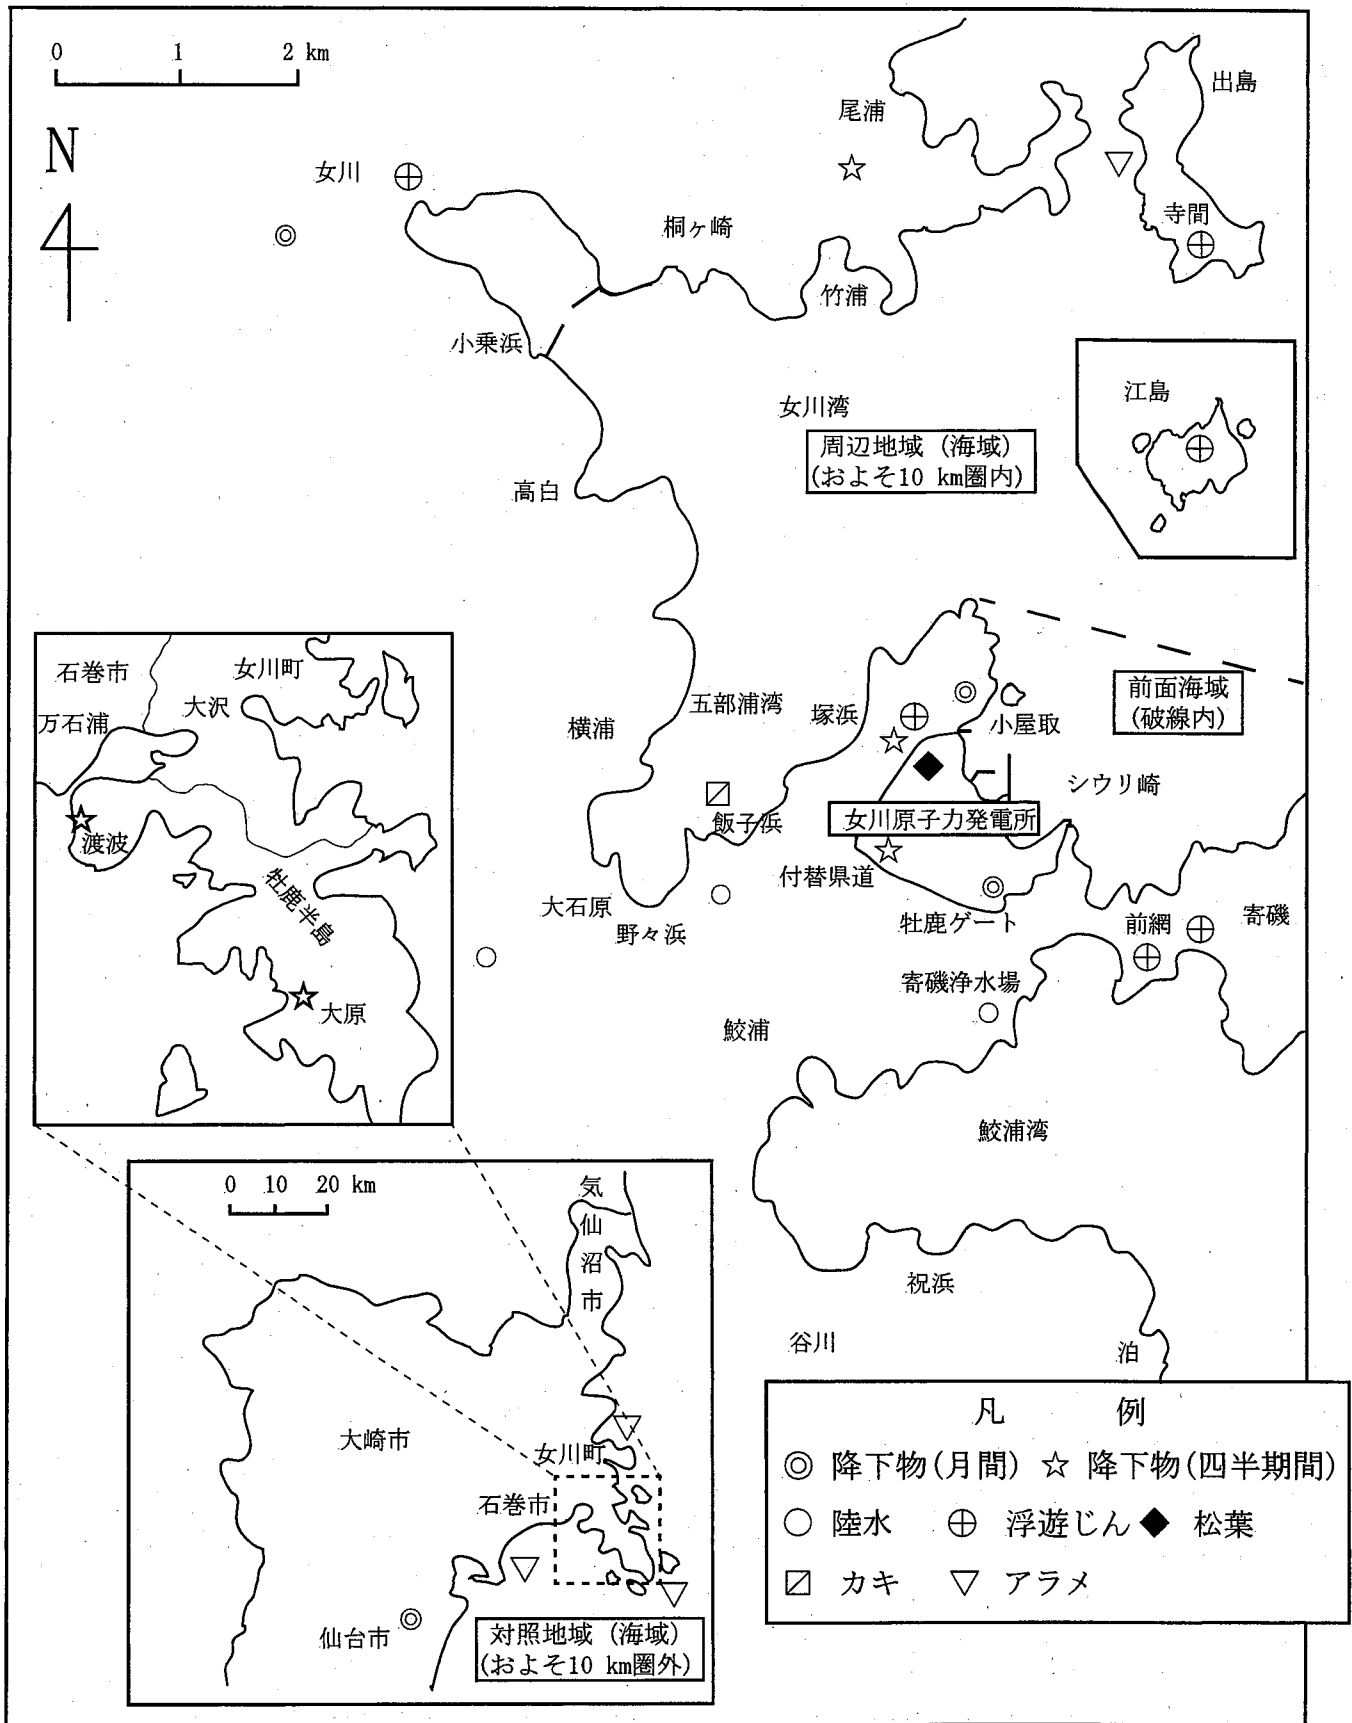 0 1 2 km
N
出島
尾浦
女川
寺間
桐ヶ崎
竹浦
小乗浜
江島
女川湾
周辺地域 (海域)
(およそ10 km圏内)
高白
石巻市
女川町
万石浦
大沢
渡波
牡鹿半島
大原
前面海域
(破線内)
五部浦湾
塚浜
小屋取
横浦
シウリ崎
飯子浜
女川原子力発電所
付替県道
大石原
野々浜
牡鹿ゲート
前網
寄磯
寄磯浄水場
鮫浦
鮫浦湾
0 10 20 km
気仙沼市
祝浜
谷川
泊
大崎市
女川町
石巻市
仙台市
対照地域 (海域)
(およそ10 km圏外)
凡 例
◎ 降下物(月間) ☆ 降下物(四半期間)
○ 陸水 ⊕ 浮遊じん ◆ 松葉
⍁ カキ ▽ アラメ